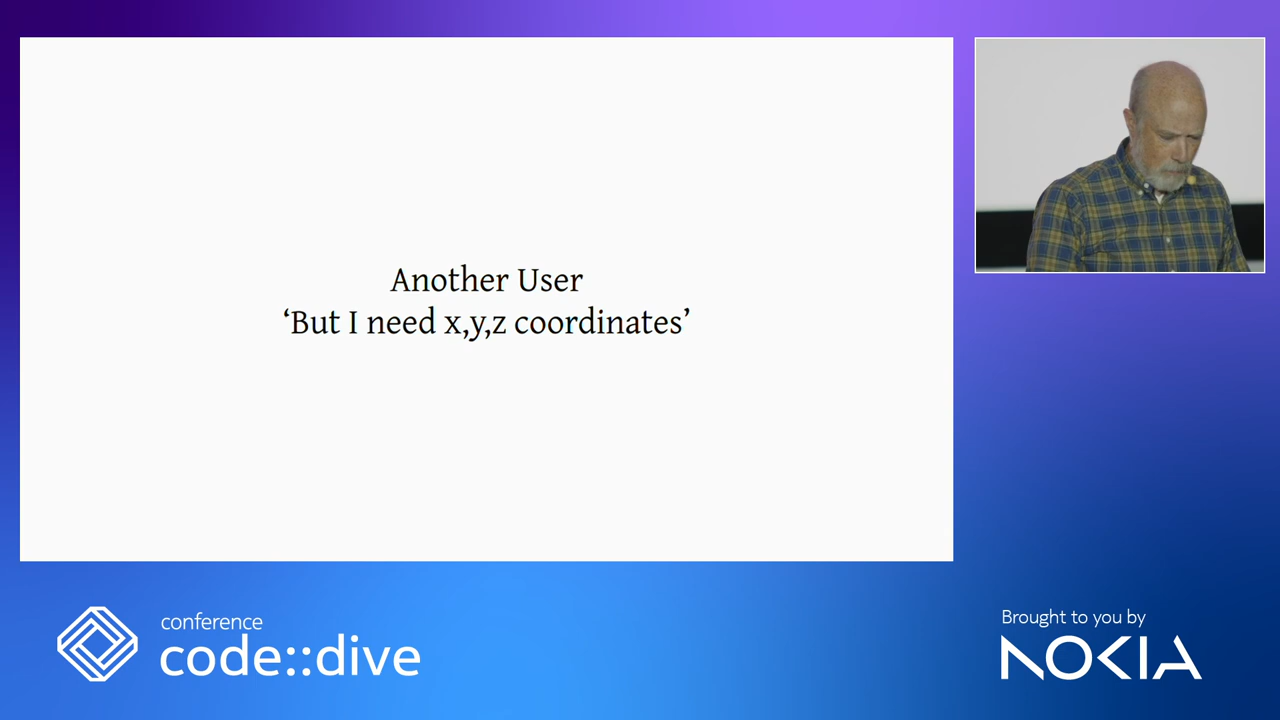 Another User
‘But I need x,y,z coordinates’
conference
code::dive
Brought to you by
NOKIA